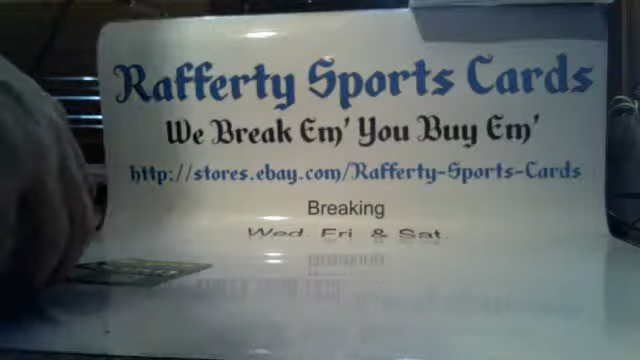 Rafferty Sports Cards
We Break Em' You Buy Em'
http://stores.ebay.com/Rafferty-Sports-Cards
Breaking
Wed. Fri. & Sat.